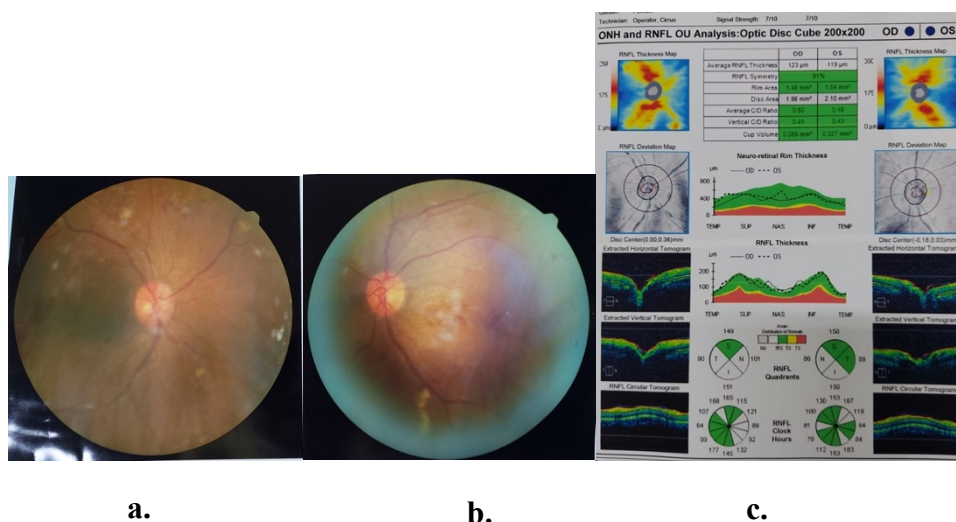 Technician: Operator, Cirrus Signal Strength: 7/10 7/10
ONH and RNFL OU Analysis:Optic Disc Cube 200x200 OD OS
RNFL Thickness Map
350
175
0 µm
OD OS
Average RNFL Thickness 123 µm 119 µm
RNFL Symmetry 91%
Rim Area 1.48 mm² 1.64 mm²
Disc Area 1.96 mm² 2.10 mm²
Average C/D Ratio
Vertical C/D Ratio 0.41 0.43
Cup Volume 0.027 mm³
RNFL Thickness Map
350
175
0 µm
RNFL Deviation Map
Disc Center(0.00,0.36)mm
Extracted Horizontal Tomogram
Extracted Vertical Tomogram
RNFL Circular Tomogram
Neuro-retinal Rim Thickness
µm OD OS
800
400
0
TEMP SUP NAS INF TEMP
RNFL Thickness
µm OD OS
200
100
0
TEMP SUP NAS INF TEMP
Distribution of Normals
NA 95% 5% 1%
149
S
90 T N 101
I
151
150
S
86 N T 89
I
150
RNFL
Quadrants
168 165 115
107 121
64 99
99 92
177 145 132
130 153 167
100 119
81 64
78 84
112 153 183
RNFL
Clock
Hours
RNFL Deviation Map
Disc Center(-0.18,0.03)mm
Extracted Horizontal Tomogram
Extracted Vertical Tomogram
RNFL Circular Tomogram
a.
b.
c.